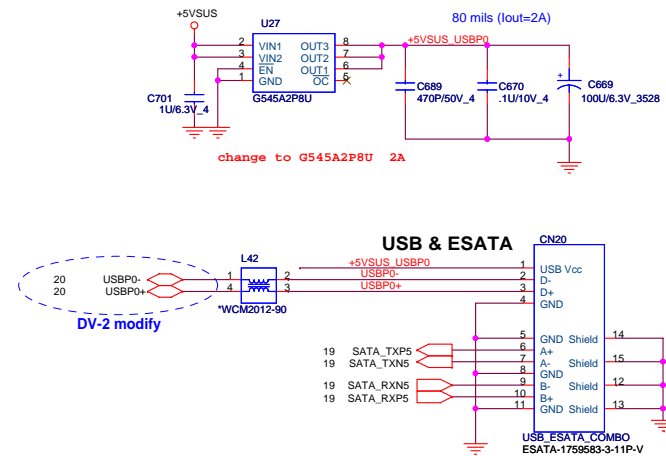 +5VSUS
U27
80 mils (Iout=2A)
2 VIN1 OUT3 8 +5VSUS_USBP0
3 VIN2 OUT2 7
4 EN OUT1 6
1 GND OC 5
G545A2P8U
C701
1U/6.3V_4
C689
470P/50V_4
C670
.1U/10V_4
+ C669
100U/6.3V_3528
change to G545A2P8U 2A
USB & ESATA
CN20
L42
+5VSUS_USBP0 1 USB Vcc
20 USBP0- 1 2 USBP0- 2 D-
20 USBP0+ 4 3 USBP0+ 3 D+
4 GND
*WCM2012-90
DV-2 modify
5 GND Shield 14
19 SATA_TXP5 6 A+
19 SATA_TXN5 7 A- Shield 15
8 GND
19 SATA_RXN5 9 B- Shield 12
19 SATA_RXP5 10 B+
11 GND Shield 13
USB_ESATA_COMBO
ESATA-1759583-3-11P-V